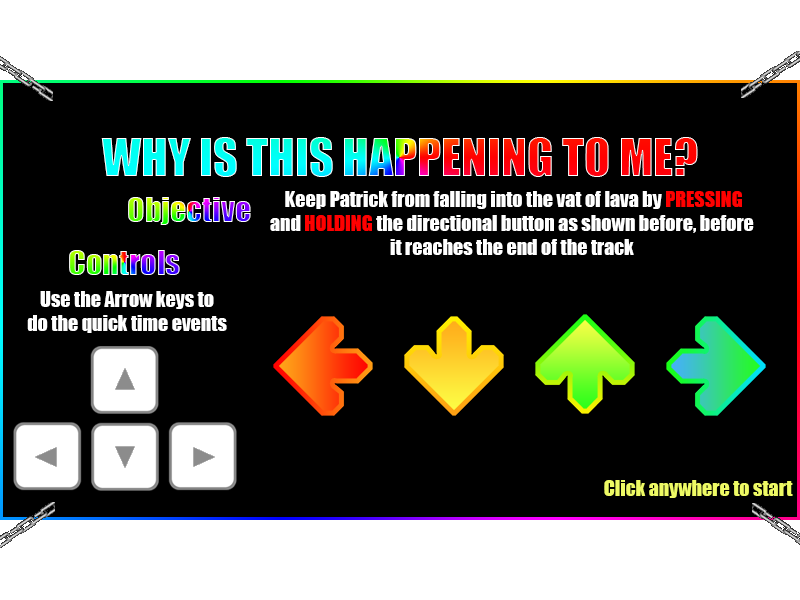 WHY IS THIS HAPPENING TO ME?
Objective
Keep Patrick from falling into the vat of lava by PRESSING
and HOLDING the directional button as shown before, before
it reaches the end of the track
Controls
Use the Arrow keys to
do the quick time events
Click anywhere to start